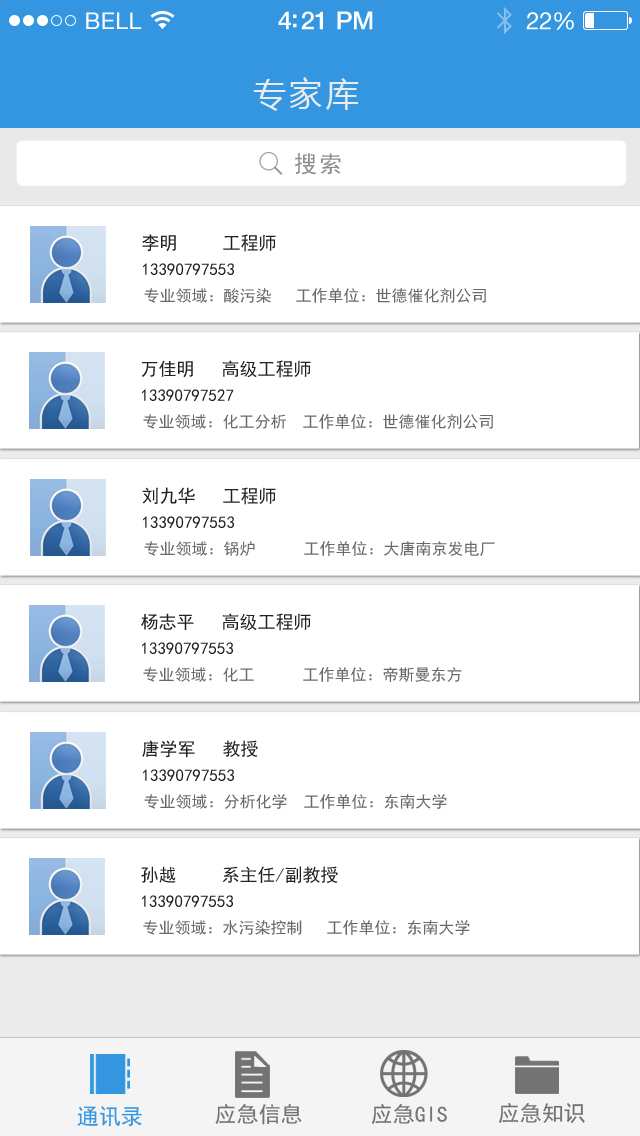 BELL 4:21 PM 22%
专家库
搜索
李明 工程师
13390797553
专业领域：酸污染 工作单位：世德催化剂公司
万佳明 高级工程师
13390797527
专业领域：化工分析 工作单位：世德催化剂公司
刘九华 工程师
13390797553
专业领域：锅炉 工作单位：大唐南京发电厂
杨志平 高级工程师
13390797553
专业领域：化工 工作单位：帝斯曼东方
唐学军 教授
13390797553
专业领域：分析化学 工作单位：东南大学
孙越 系主任/副教授
13390797553
专业领域：水污染控制 工作单位：东南大学
通讯录 应急信息 应急GIS 应急知识